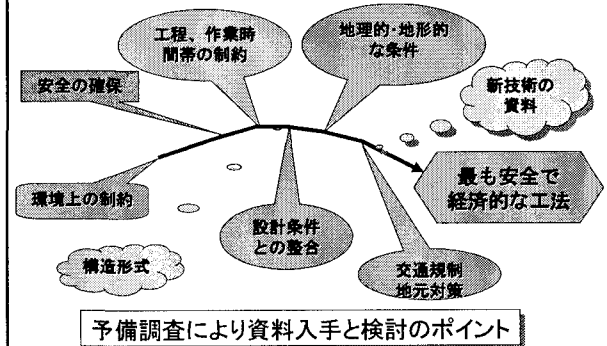 工程、作業時
間帯の制約
地理的･地形的
な条件
安全の確保
新技術の
資料
環境上の制約
最も安全で
経済的な工法
設計条件
との整合
構造形式
交通規制
地元対策
予備調査により資料入手と検討のポイント